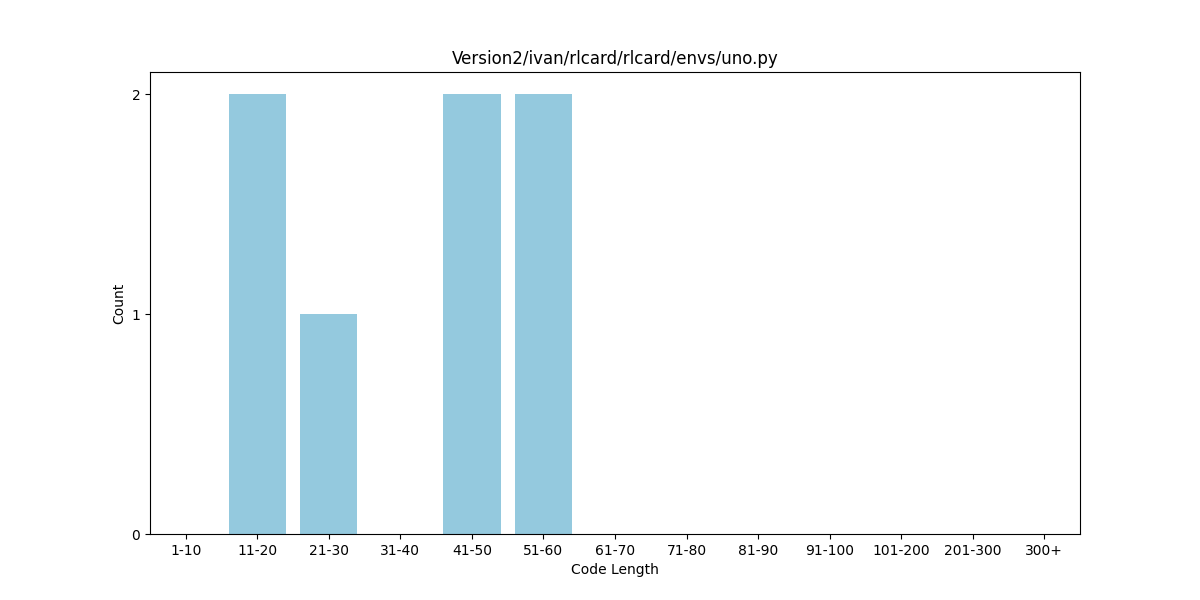 Version2/ivan/rlcard/rlcard/envs/uno.py
Count
2
1
0
1-10 11-20 21-30 31-40 41-50 51-60 61-70 71-80 81-90 91-100 101-200 201-300 300+
Code Length